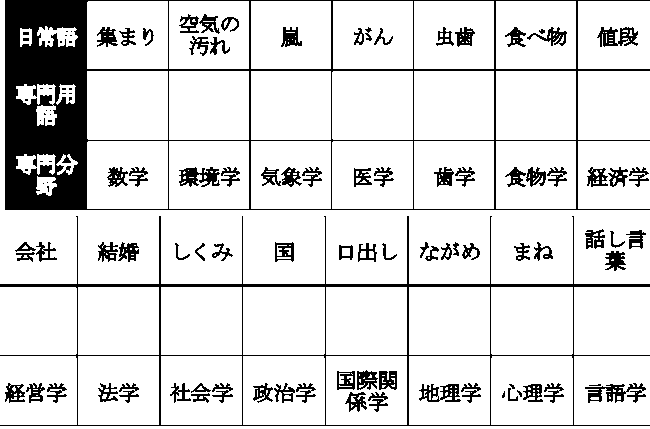 日常語 集まり 空気の汚れ 嵐 がん 虫歯 食べ物 値段
専門用語
専門分野 数学 環境学 気象学 医学 歯学 食物学 経済学
会社 結婚 しくみ 国 口出し ながめ まね 話し言葉
経営学 法学 社会学 政治学 国際関係学 地理学 心理学 言語学